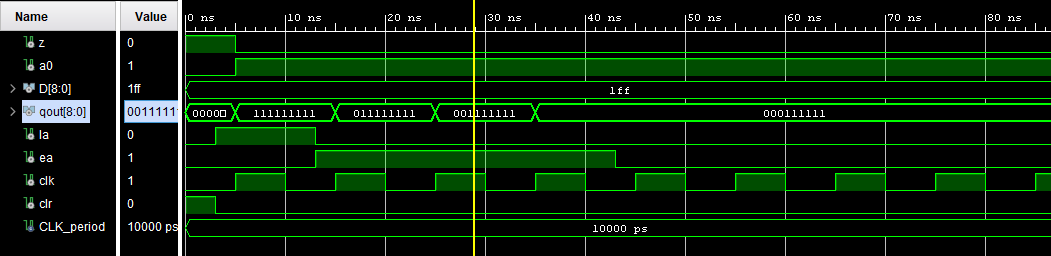 Name Value 0 ns 10 ns 20 ns 30 ns 40 ns 50 ns 60 ns 70 ns 80 ns
z 0
a0 1
D[8:0] 1ff 1ff
qout[8:0] 00111111 0000 111111111 011111111 001111111 000111111
la 0
ea 1
clk 1
clr 0
CLK_period 10000 ps 10000 ps